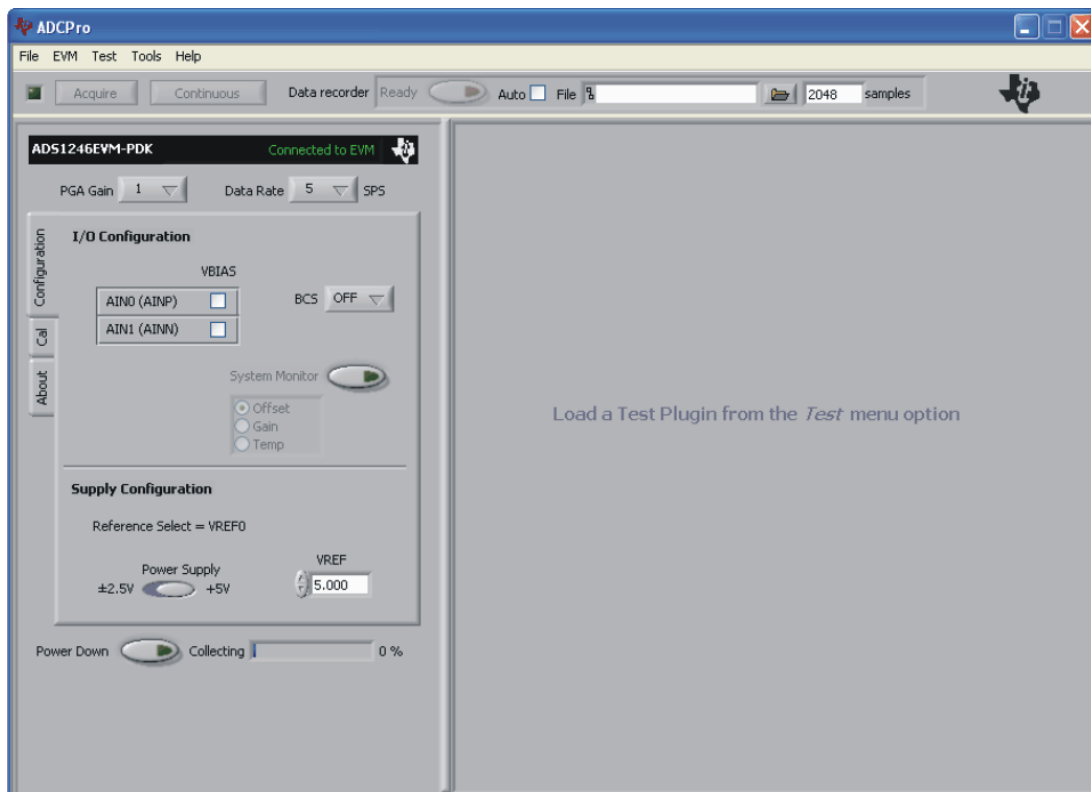 ADCPro
File EVM Test Tools Help
Acquire Continuous Data recorder Ready Auto File 2048 samples
ADS1246EVM-PDK Connected to EVM
PGA Gain 1 Data Rate 5 SPS
Configuration
Cal
About
I/O Configuration
VBIAS
AIN0 (AINP) BCS OFF
AIN1 (AINN)
System Monitor
Offset
Gain
Temp
Supply Configuration
Reference Select = VREF0
Power Supply VREF
±2.5V +5V 5.000
Power Down Collecting 0 %
Load a Test Plugin from the Test menu option